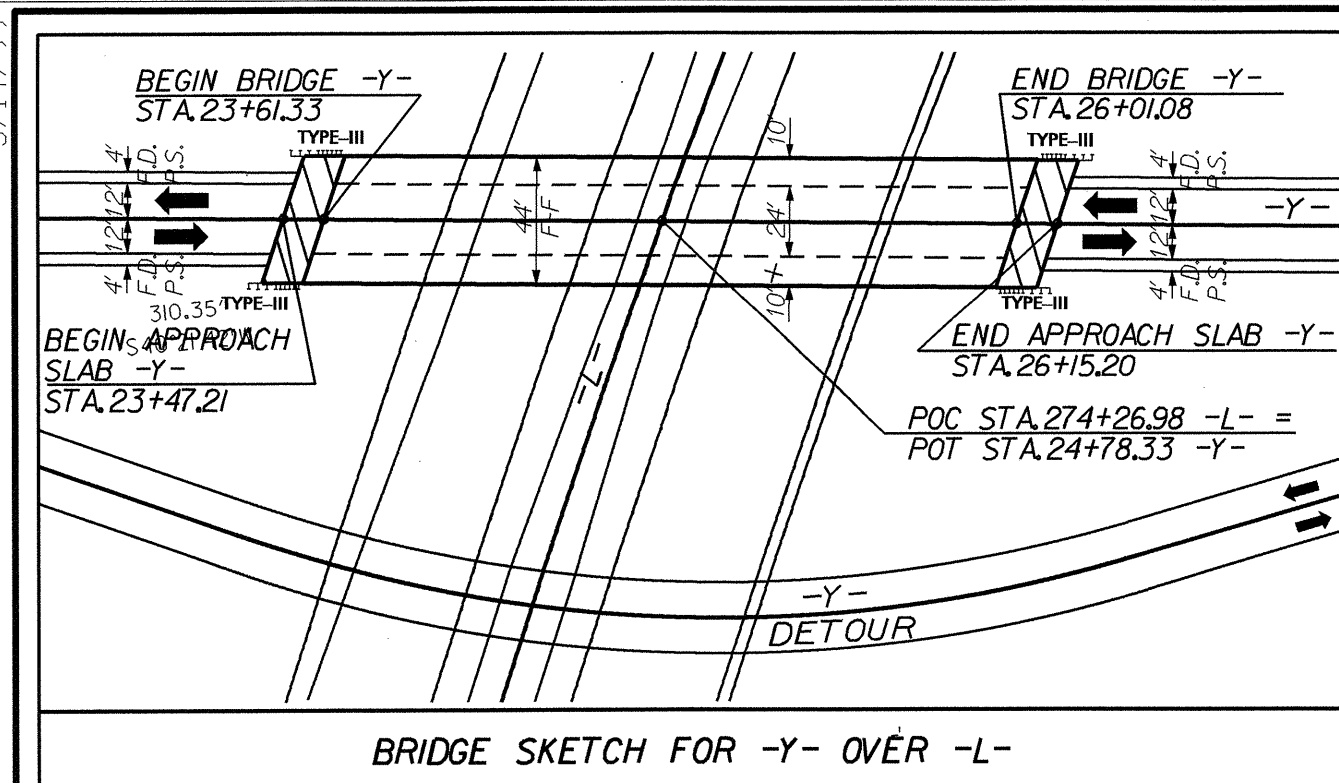 BEGIN BRIDGE -Y-
STA. 23+61.33
END BRIDGE -Y-
STA. 26+01.08
TYPE-III
TYPE-III
10'
4'
F.D.
P.S.
12'
12'
4'
F.D.
P.S.
44'
F-F
24'
10'+
4'
F.D.
P.S.
12'
12'
4'
F.D.
P.S.
-Y-
TYPE-III
TYPE-III
310.35'
BEGIN APPROACH
SLAB -Y-
STA. 23+47.21
-L-
END APPROACH SLAB -Y-
STA. 26+15.20
POC STA. 274+26.98 -L- =
POT STA. 24+78.33 -Y-
-Y-
DETOUR
BRIDGE SKETCH FOR -Y- OVER -L-